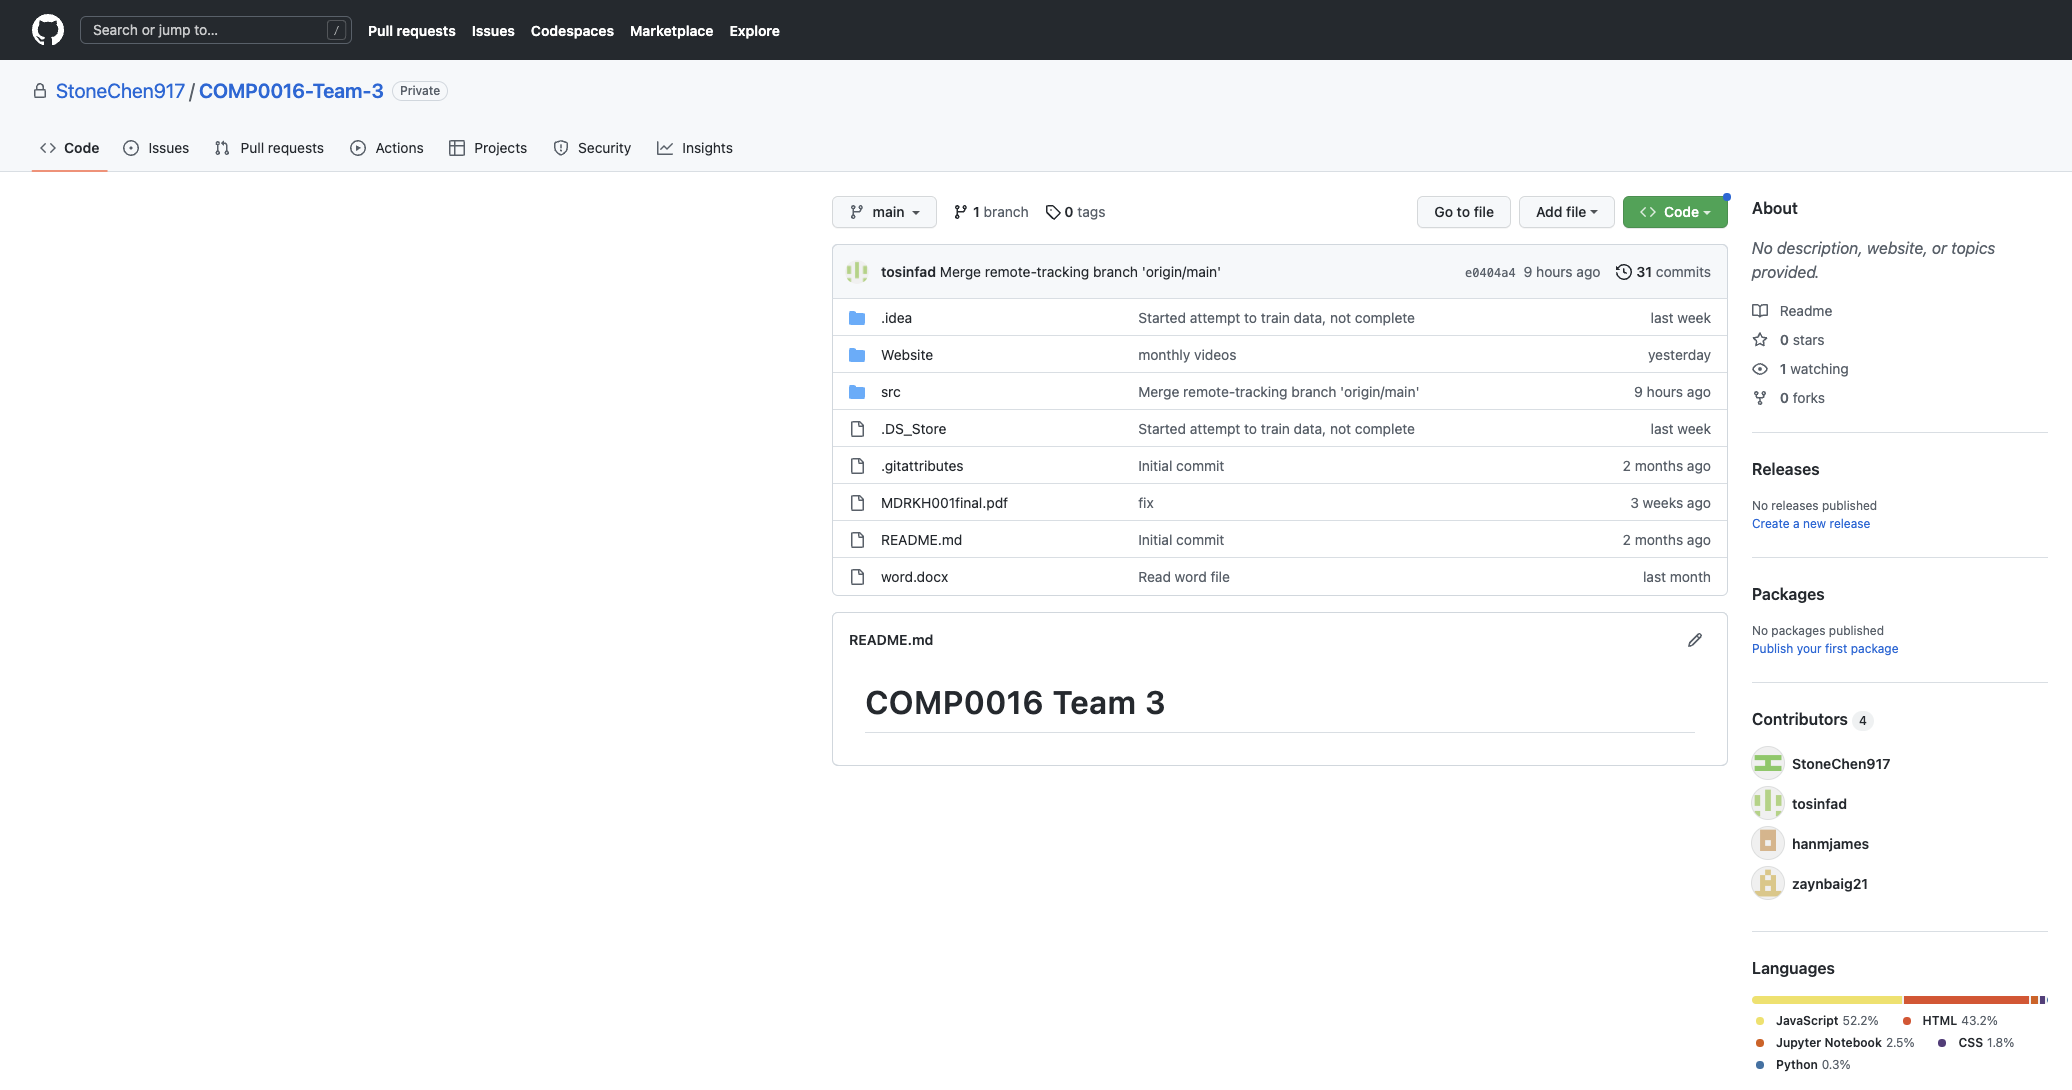 Search or jump to... /
Pull requests Issues Codespaces Marketplace Explore
StoneChen917 / COMP0016-Team-3 Private
Code Issues Pull requests Actions Projects Security Insights
main 1 branch 0 tags Go to file Add file Code
tosinfad Merge remote-tracking branch 'origin/main' e0404a4 9 hours ago 31 commits
.idea Started attempt to train data, not complete last week
Website monthly videos yesterday
src Merge remote-tracking branch 'origin/main' 9 hours ago
.DS_Store Started attempt to train data, not complete last week
.gitattributes Initial commit 2 months ago
MDRKH001final.pdf fix 3 weeks ago
README.md Initial commit 2 months ago
word.docx Read word file last month
README.md
COMP0016 Team 3
About
No description, website, or topics
provided.
Readme
0 stars
1 watching
0 forks
Releases
No releases published
Create a new release
Packages
No packages published
Publish your first package
Contributors 4
StoneChen917
tosinfad
hanmjames
zaynbaig21
Languages
JavaScript 52.2% HTML 43.2%
Jupyter Notebook 2.5% CSS 1.8%
Python 0.3%